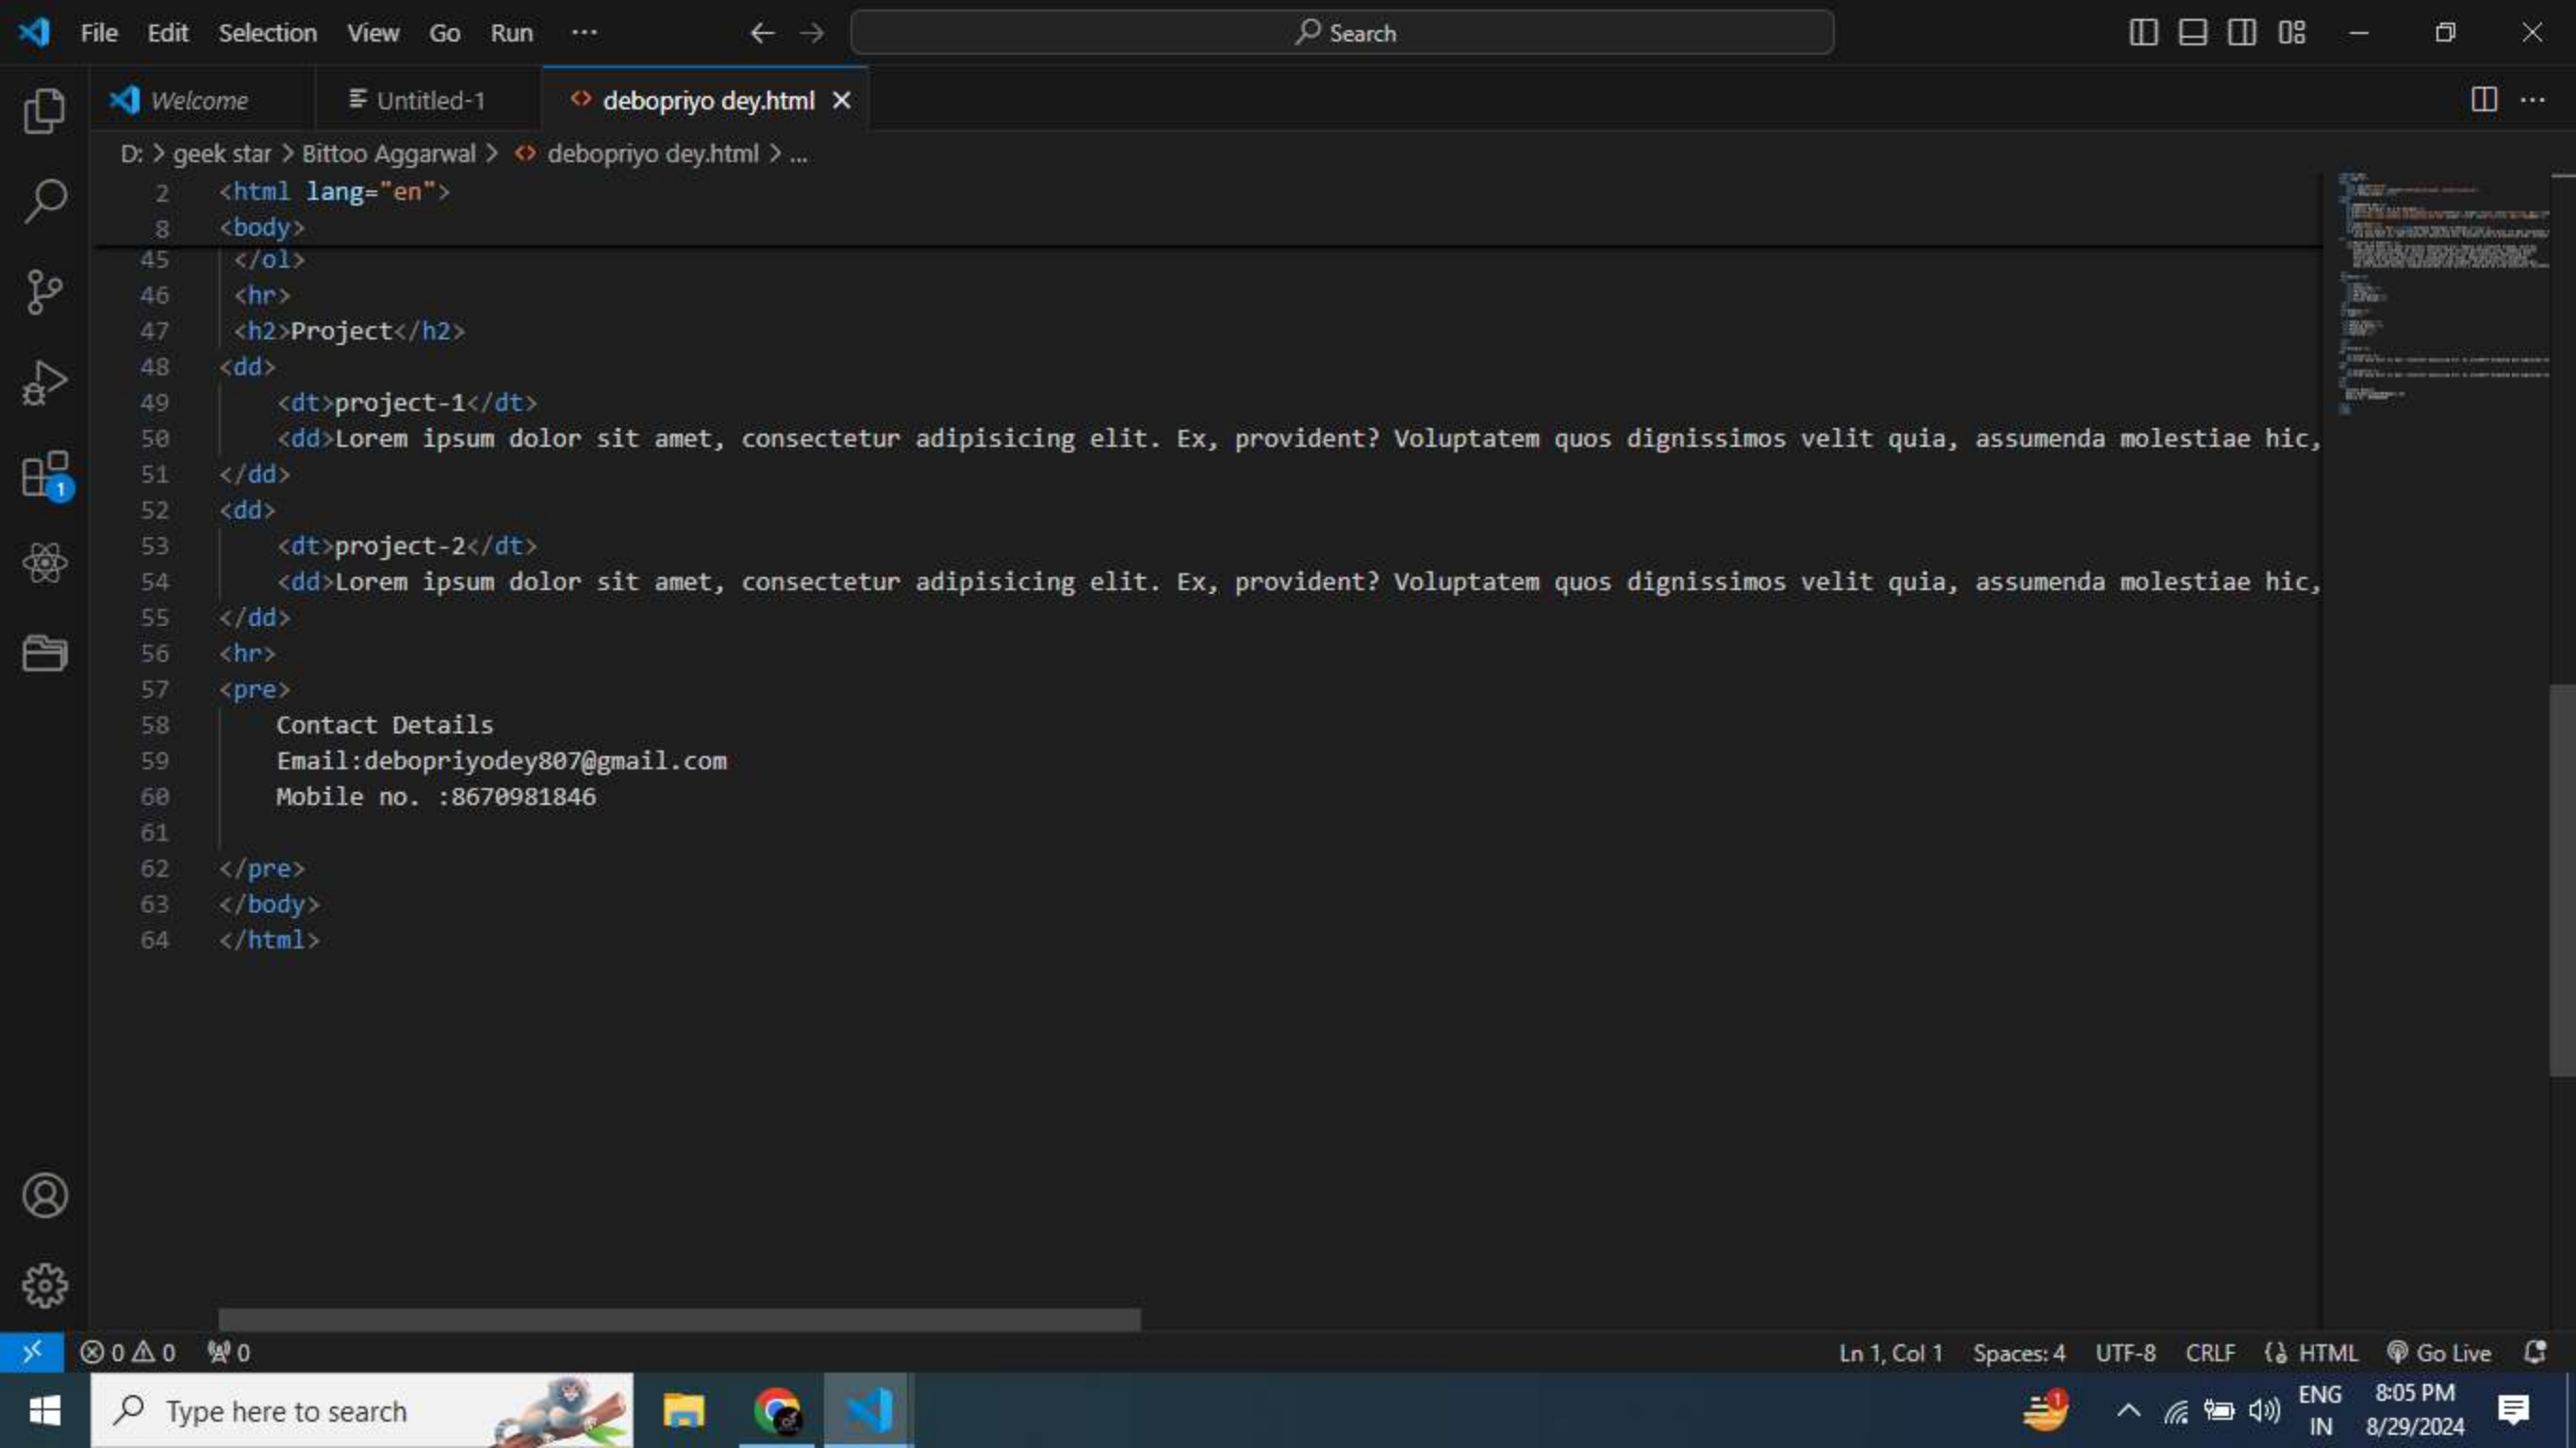 File Edit Selection View Go Run ··· Search
Welcome Untitled-1 debopriyo dey.html
D: > geek star > Bittoo Aggarwal > debopriyo dey.html > ...
2 <html lang="en">
8 <body>
45 </ol>
46 <hr>
47 <h2>Project</h2>
48 <dd>
49 <dt>project-1</dt>
50 <dd>Lorem ipsum dolor sit amet, consectetur adipisicing elit. Ex, provident? Voluptatem quos dignissimos velit quia, assumenda molestiae hic,
51 </dd>
52 <dd>
53 <dt>project-2</dt>
54 <dd>Lorem ipsum dolor sit amet, consectetur adipisicing elit. Ex, provident? Voluptatem quos dignissimos velit quia, assumenda molestiae hic,
55 </dd>
56 <hr>
57 <pre>
58 Contact Details
59 Email:debopriyodey807@gmail.com
60 Mobile no. :8670981846
61
62 </pre>
63 </body>
64 </html>
1
0 0 0 Ln 1, Col 1 Spaces: 4 UTF-8 CRLF HTML Go Live
Type here to search 1 ENG 8:05 PM
IN 8/29/2024